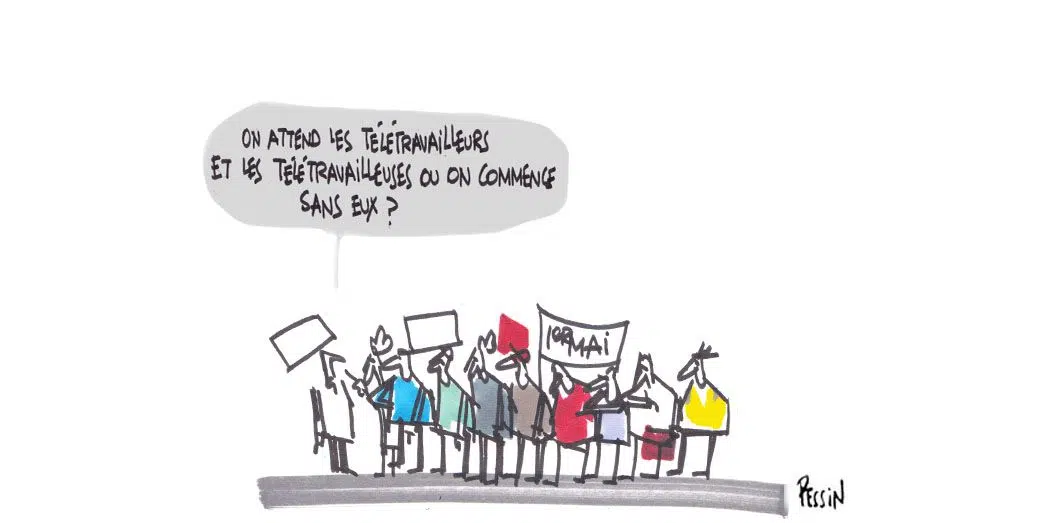 ON ATTEND LES TÉLÉTRAVAILLEURS
ET LES TÉLÉTRAVAILLEUSES OU ON COMMENCE
SANS EUX ?
1ER MAI
PESSIN